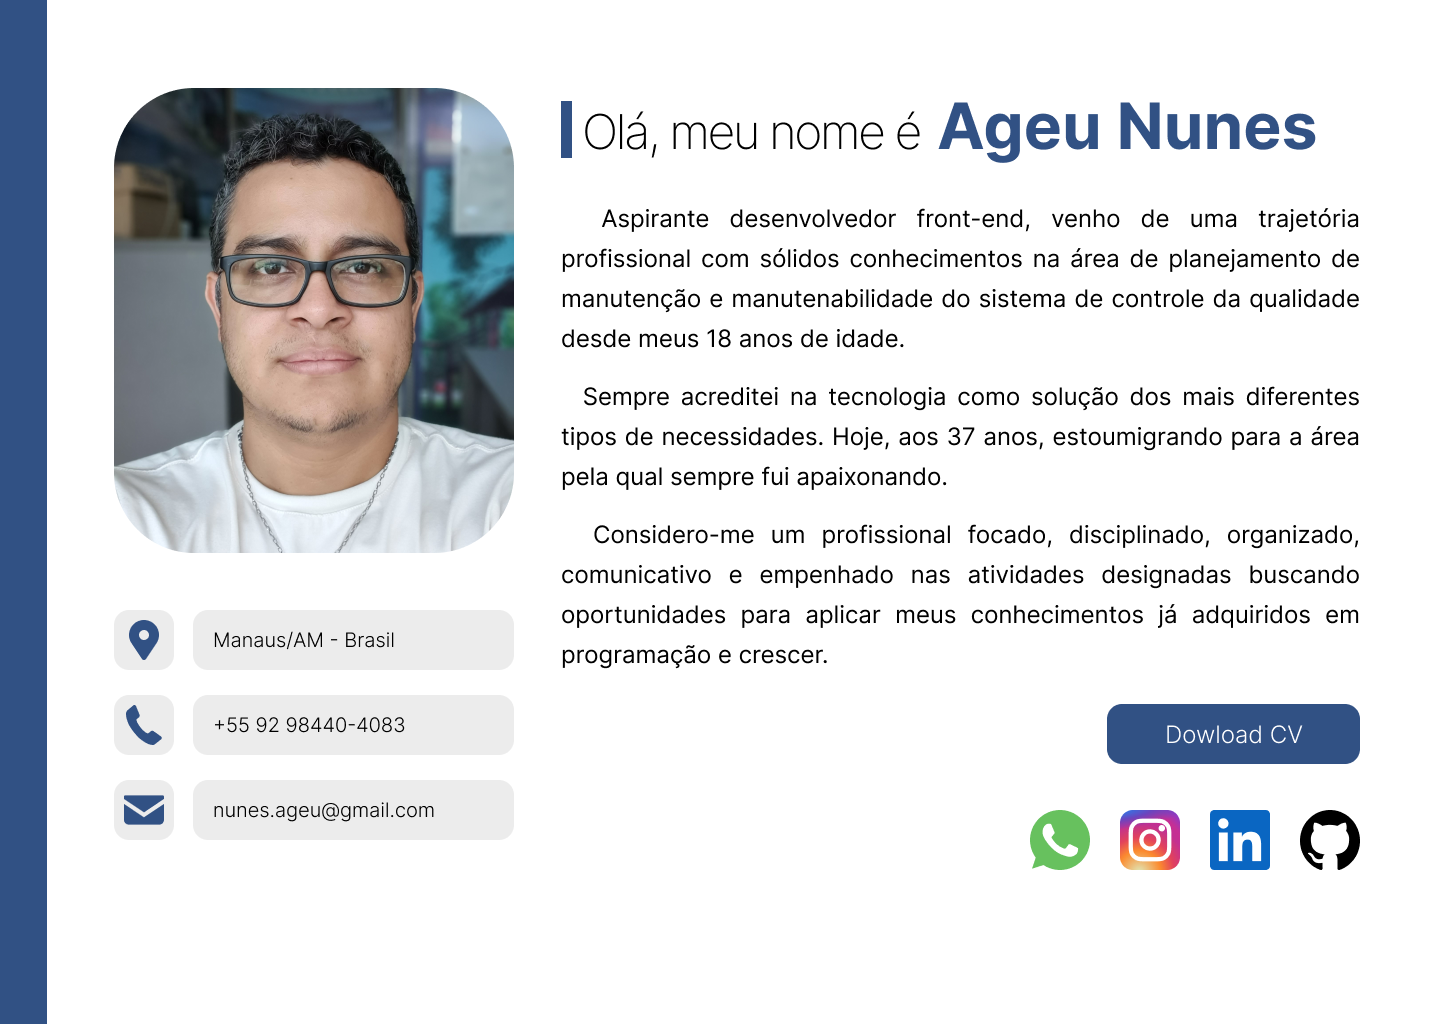 Olá, meu nome é Ageu Nunes
Aspirante desenvolvedor front-end, venho de uma trajetória
profissional com sólidos conhecimentos na área de planejamento de
manutenção e manutenabilidade do sistema de controle da qualidade
desde meus 18 anos de idade.
Sempre acreditei na tecnologia como solução dos mais diferentes
tipos de necessidades. Hoje, aos 37 anos, estoumigrando para a área
pela qual sempre fui apaixonando.
Considero-me um profissional focado, disciplinado, organizado,
comunicativo e empenhado nas atividades designadas buscando
oportunidades para aplicar meus conhecimentos já adquiridos em
programação e crescer.
Manaus/AM - Brasil
+55 92 98440-4083
nunes.ageu@gmail.com
Dowload CV
in